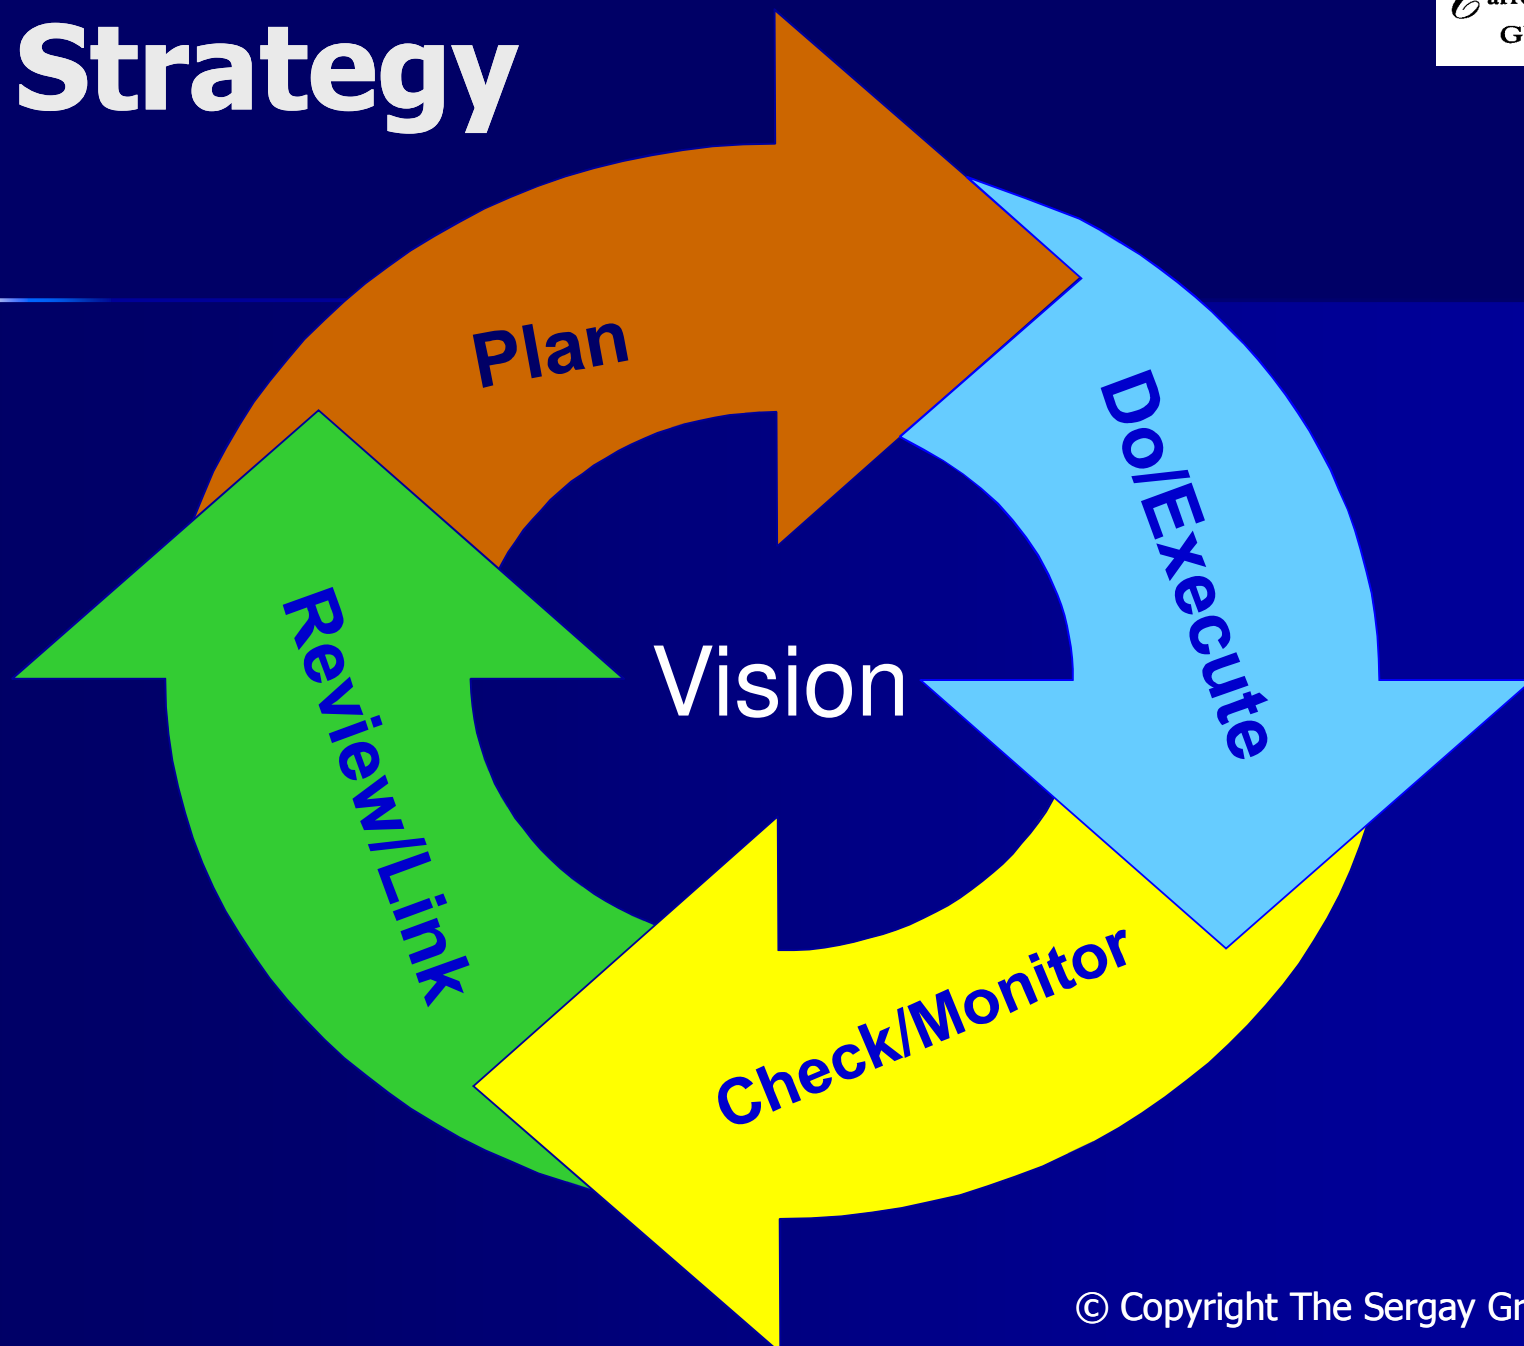 Strategy
Plan
Do/Execute
Vision
Review/Link
Check/Monitor
© Copyright The Sergay